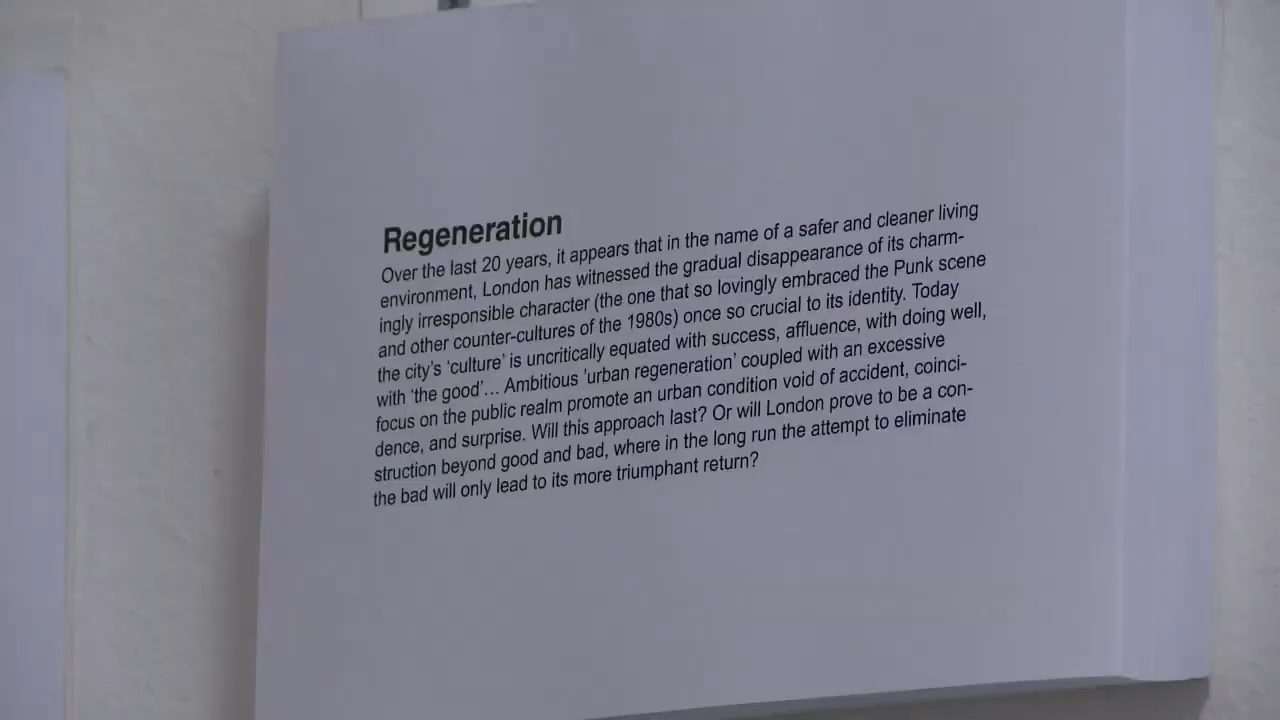 Regeneration
Over the last 20 years, it appears that in the name of a safer and cleaner living
environment, London has witnessed the gradual disappearance of its charm-
ingly irresponsible character (the one that so lovingly embraced the Punk scene
and other counter-cultures of the 1980s) once so crucial to its identity. Today
the city's 'culture' is uncritically equated with success, affluence, with doing well,
with 'the good'... Ambitious 'urban regeneration' coupled with an excessive
focus on the public realm promote an urban condition void of accident, coinci-
dence, and surprise. Will this approach last? Or will London prove to be a con-
struction beyond good and bad, where in the long run the attempt to eliminate
the bad will only lead to its more triumphant return?